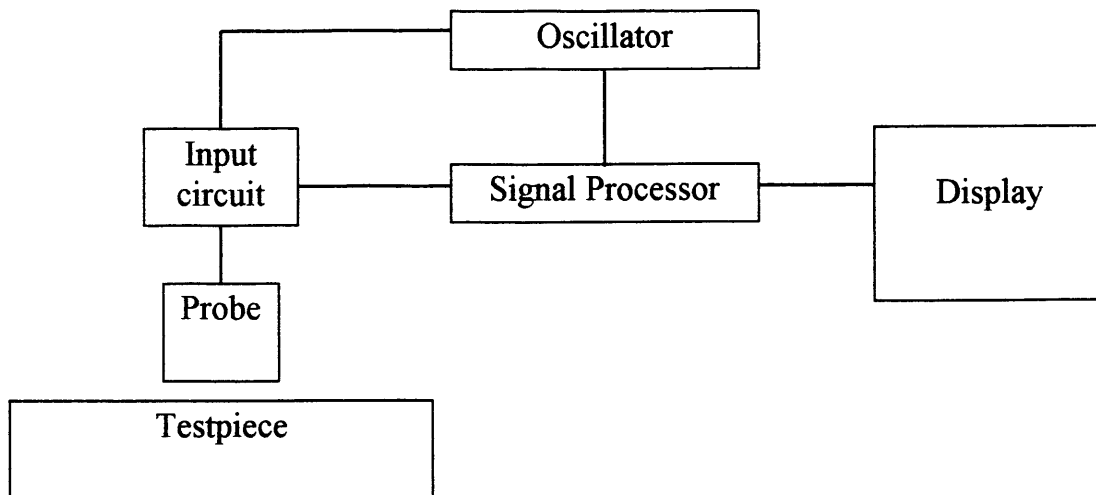 Oscillator
Input
circuit
Signal Processor
Display
Probe
Testpiece